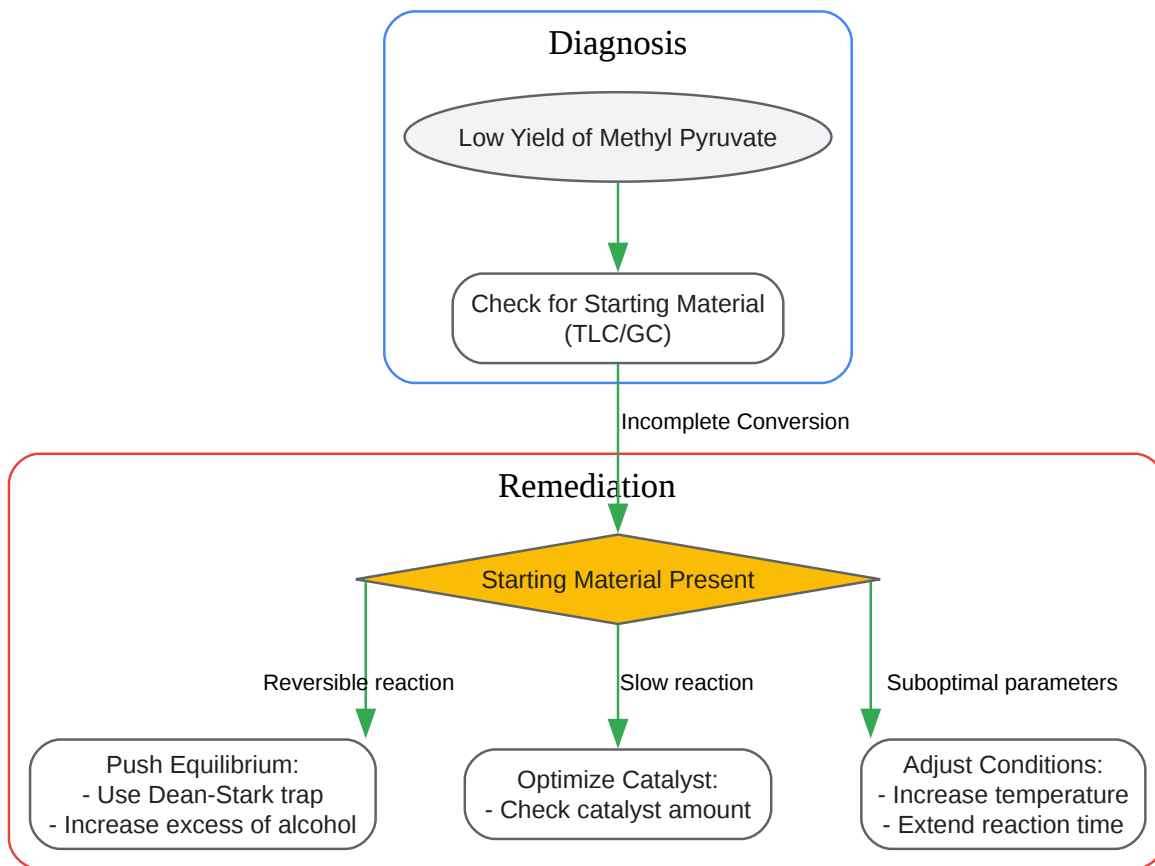 Diagnosis
Low Yield of Methyl Pyruvate
Check for Starting Material
(TLC/GC)
Incomplete Conversion
Remediation
Starting Material Present
Reversible reaction
Slow reaction
Suboptimal parameters
Push Equilibrium:
- Use Dean-Stark trap
- Increase excess of alcohol
Optimize Catalyst:
- Check catalyst amount
Adjust Conditions:
- Increase temperature
- Extend reaction time